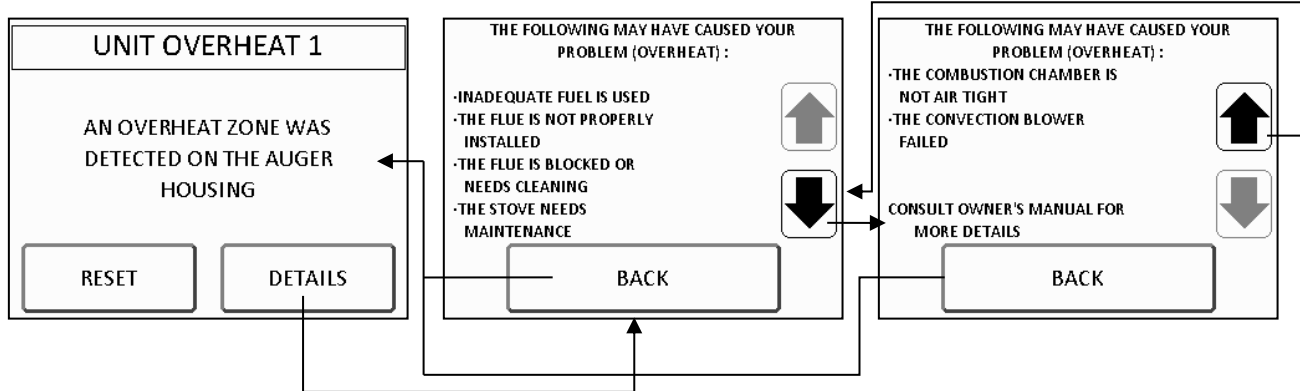 UNIT OVERHEAT 1
AN OVERHEAT ZONE WAS
DETECTED ON THE AUGER
HOUSING
RESET
DETAILS
THE FOLLOWING MAY HAVE CAUSED YOUR
PROBLEM (OVERHEAT) :
·INADEQUATE FUEL IS USED
·THE FLUE IS NOT PROPERLY
INSTALLED
·THE FLUE IS BLOCKED OR
NEEDS CLEANING
·THE STOVE NEEDS
MAINTENANCE
BACK
THE FOLLOWING MAY HAVE CAUSED YOUR
PROBLEM (OVERHEAT) :
·THE COMBUSTION CHAMBER IS
NOT AIR TIGHT
·THE CONVECTION BLOWER
FAILED
CONSULT OWNER'S MANUAL FOR
MORE DETAILS
BACK